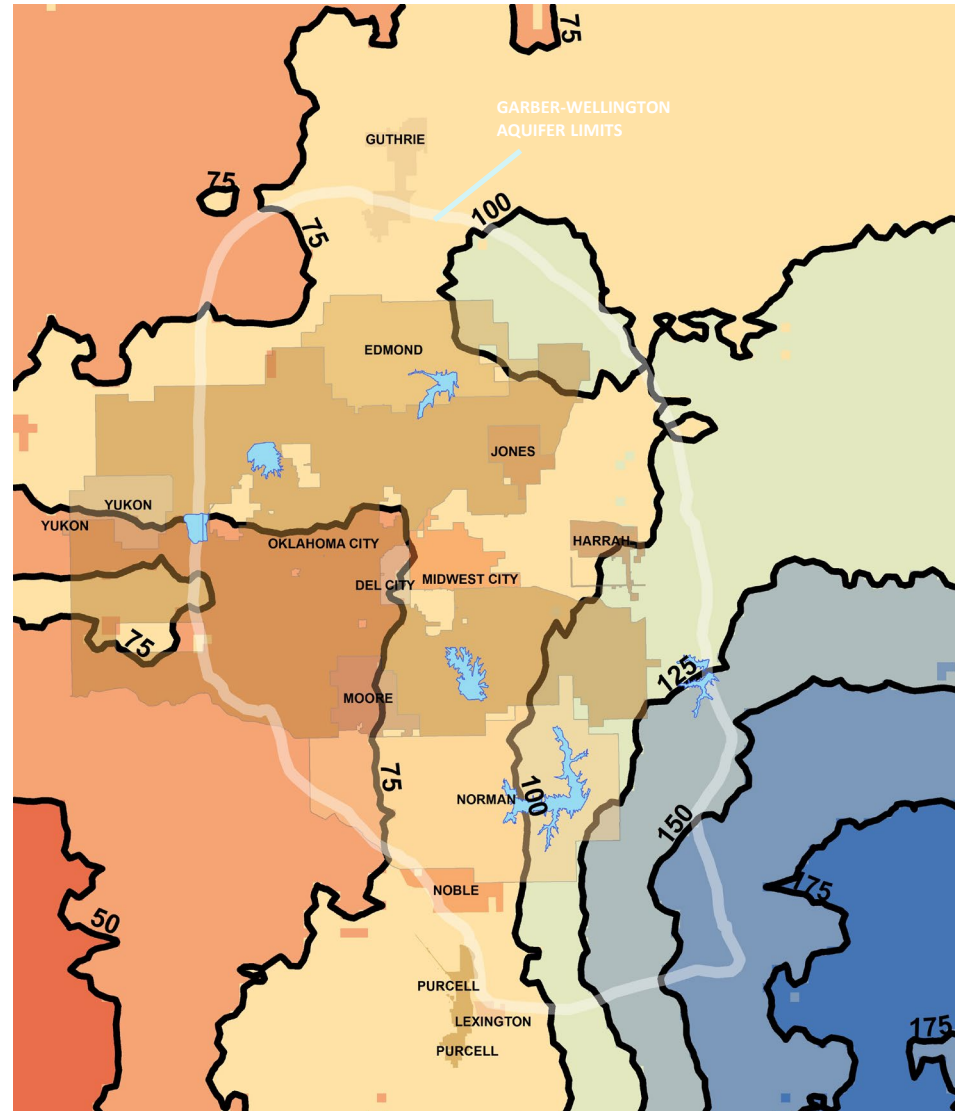 75
GARBER-WELLINGTON
AQUIFER LIMITS
GUTHRIE
75
100
75
EDMOND
JONES
YUKON
YUKON
OKLAHOMA CITY
HARRAH
DEL CITY
MIDWEST CITY
75
125
MOORE
75
100
NORMAN
150
175
NOBLE
50
PURCELL
LEXINGTON
175
PURCELL